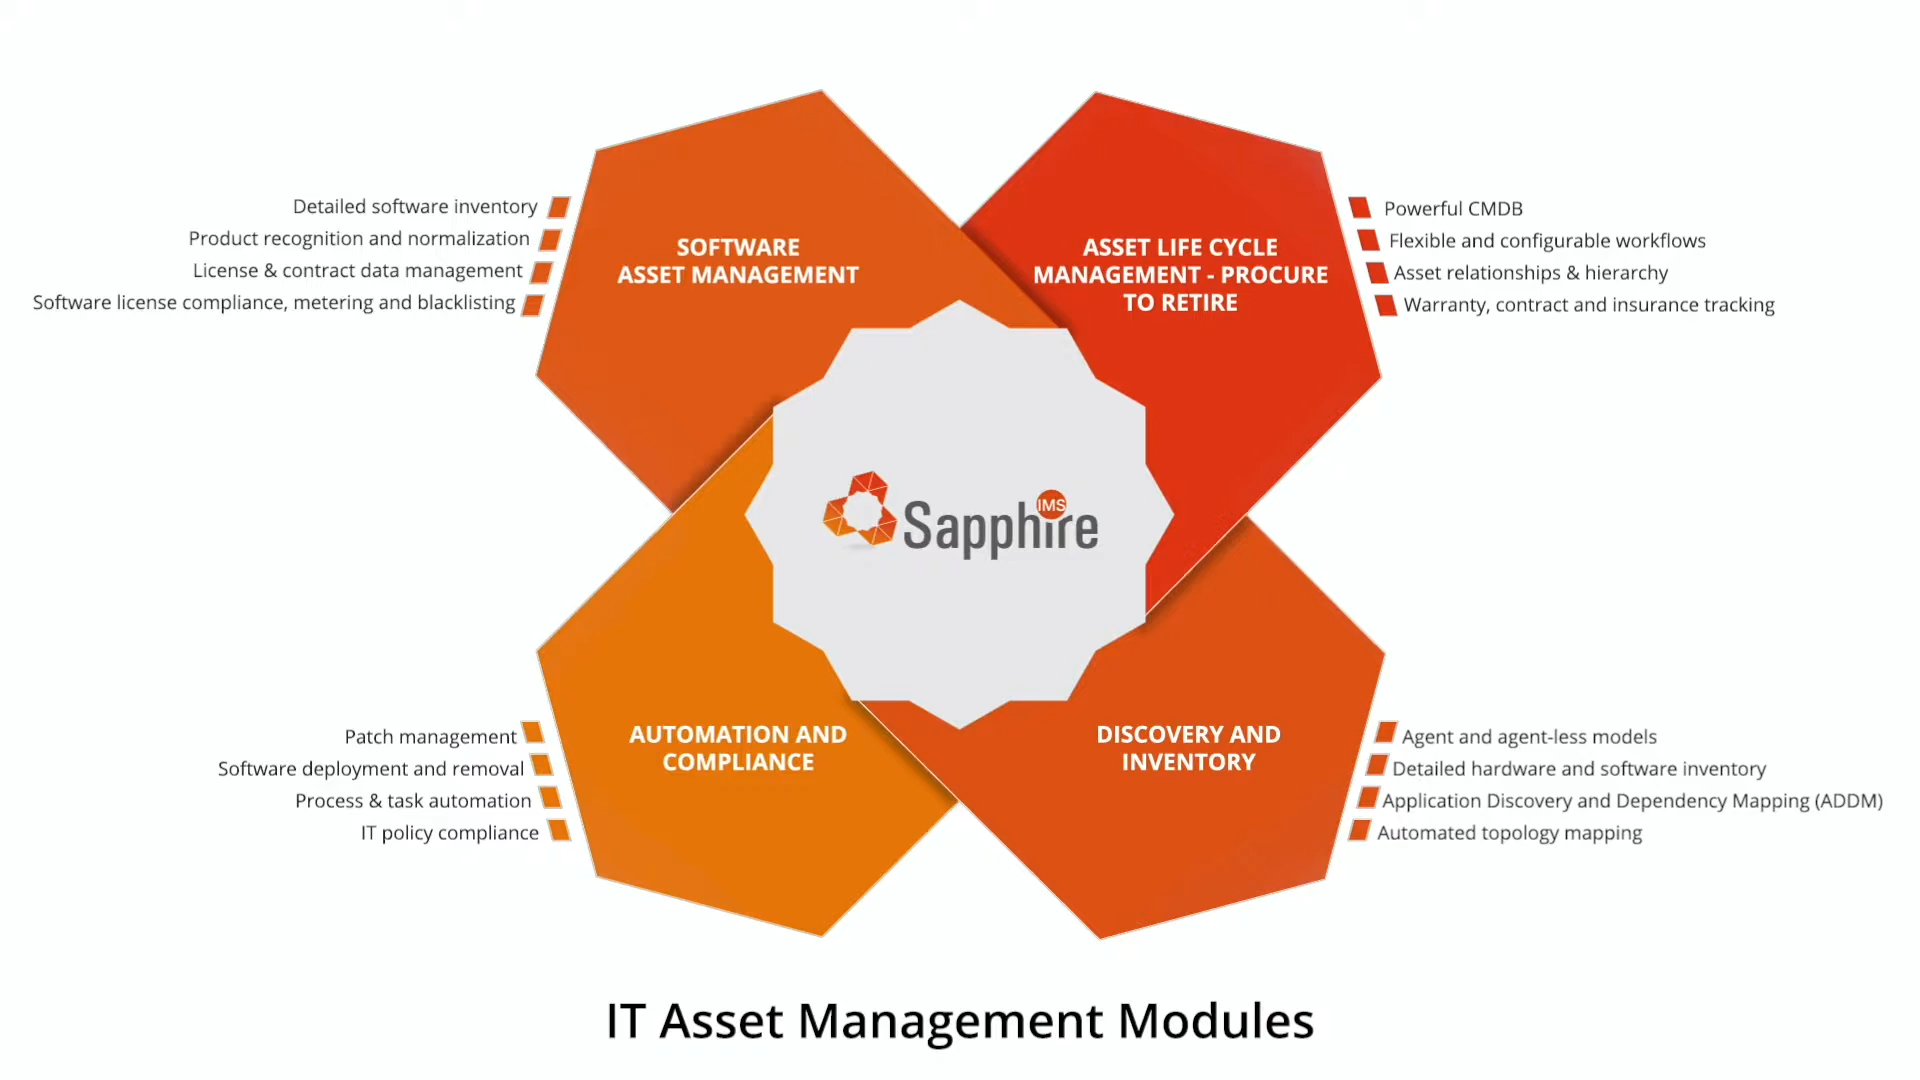 Detailed software inventory
Product recognition and normalization
License & contract data management
Software license compliance, metering and blacklisting
SOFTWARE
ASSET MANAGEMENT
ASSET LIFE CYCLE
MANAGEMENT - PROCURE
TO RETIRE
Powerful CMDB
Flexible and configurable workflows
Asset relationships & hierarchy
Warranty, contract and insurance tracking
Sapphire IMS
Patch management
Software deployment and removal
Process & task automation
IT policy compliance
AUTOMATION AND
COMPLIANCE
DISCOVERY AND
INVENTORY
Agent and agent-less models
Detailed hardware and software inventory
Application Discovery and Dependency Mapping (ADDM)
Automated topology mapping
IT Asset Management Modules